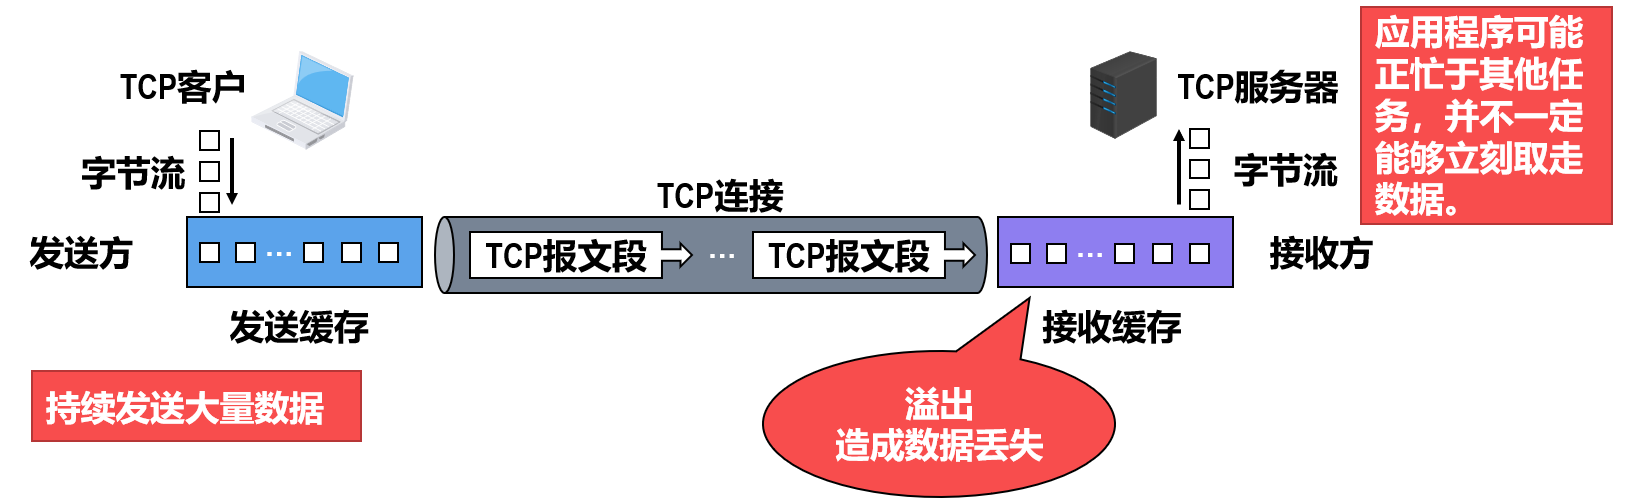 TCP客户
TCP服务器
应用程序可能
正忙于其他任
务，并不一定
能够立刻取走
数据。
字节流
字节流
TCP连接
发送方
…
TCP报文段
…
TCP报文段
…
接收方
发送缓存
接收缓存
持续发送大量数据
溢出
造成数据丢失